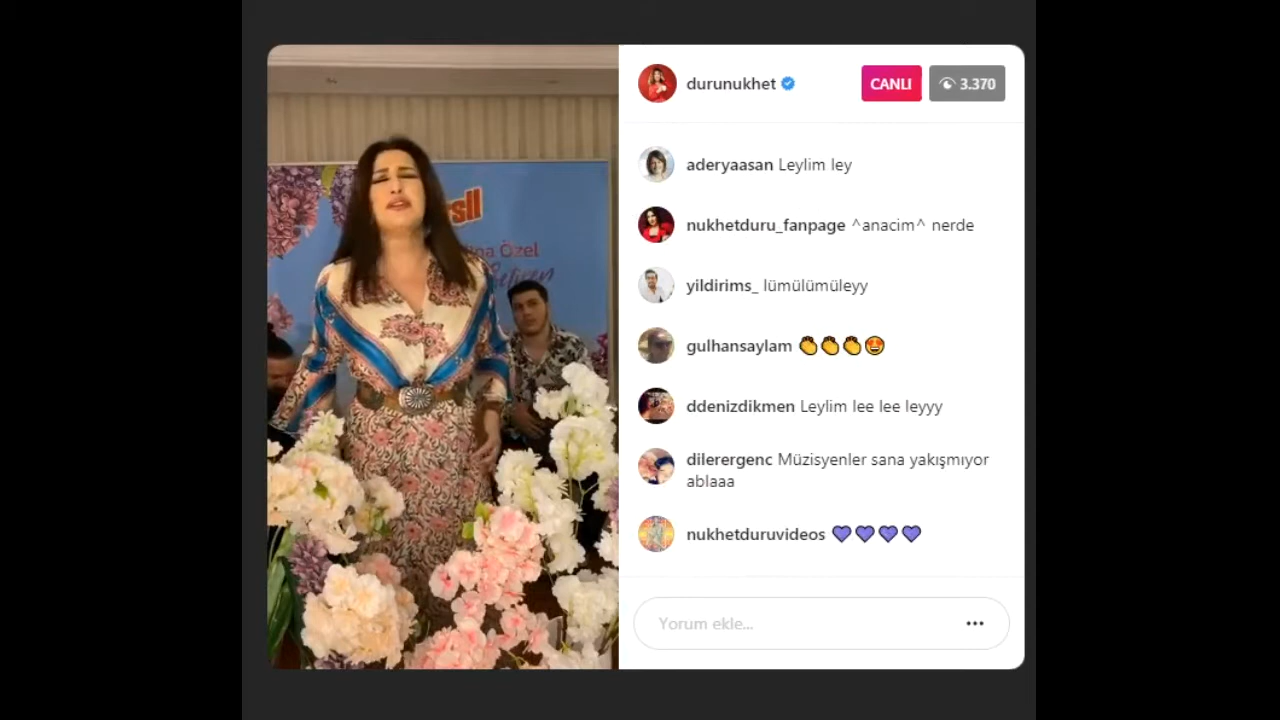 durunukhet
CANLI
3.370
aderyaasan Leylim ley
nukhetduru_fanpage ^anacim^ nerde
yildirims_ lümülümüleyy
gulhansaylam 👏👏👏🤩
ddenizdikmen Leylim lee lee leyyy
dilerergenc Müzisyenler sana yakışmıyor
ablaaa
nukhetduruvideos 💜💜💜💜
Yorum ekle...
Özel